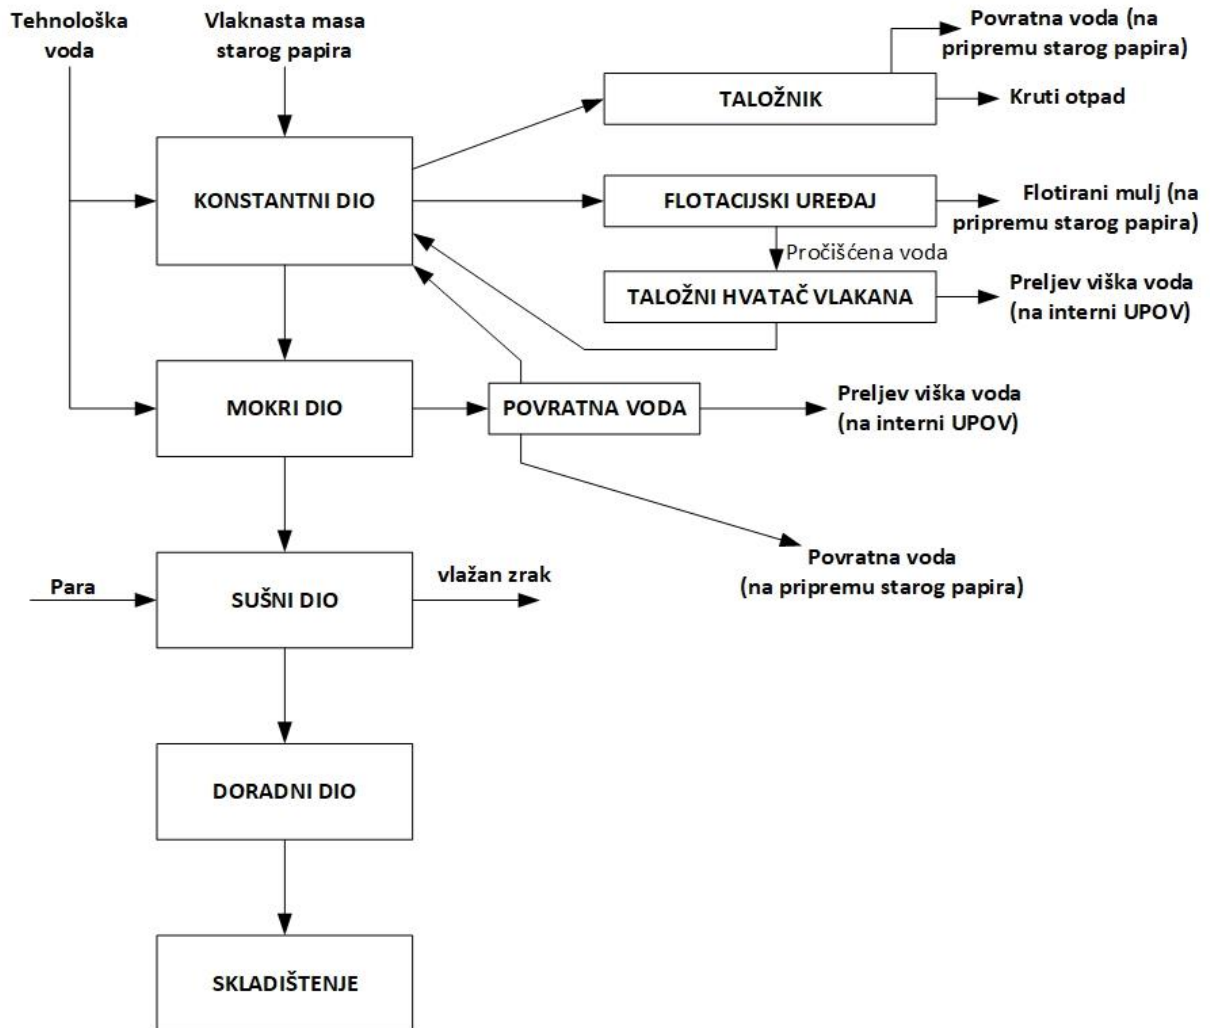 Tehnološka
voda
Vlaknasta masa
starog papira
Povratna voda (na
pripremu starog papira)
TALOŽNIK
Kruti otpad
KONSTANTNI DIO
FLOTACIJSKI UREĐAJ
Flotirani mulj (na
pripremu starog papira)
Pročišćena voda
TALOŽNI HVATAČ VLAKANA
Preljev viška voda
(na interni UPOV)
MOKRI DIO
POVRATNA VODA
Preljev viška voda
(na interni UPOV)
Povratna voda
(na pripremu starog papira)
Para
SUŠNI DIO
vlažan zrak
DORADNI DIO
SKLADIŠTENJE